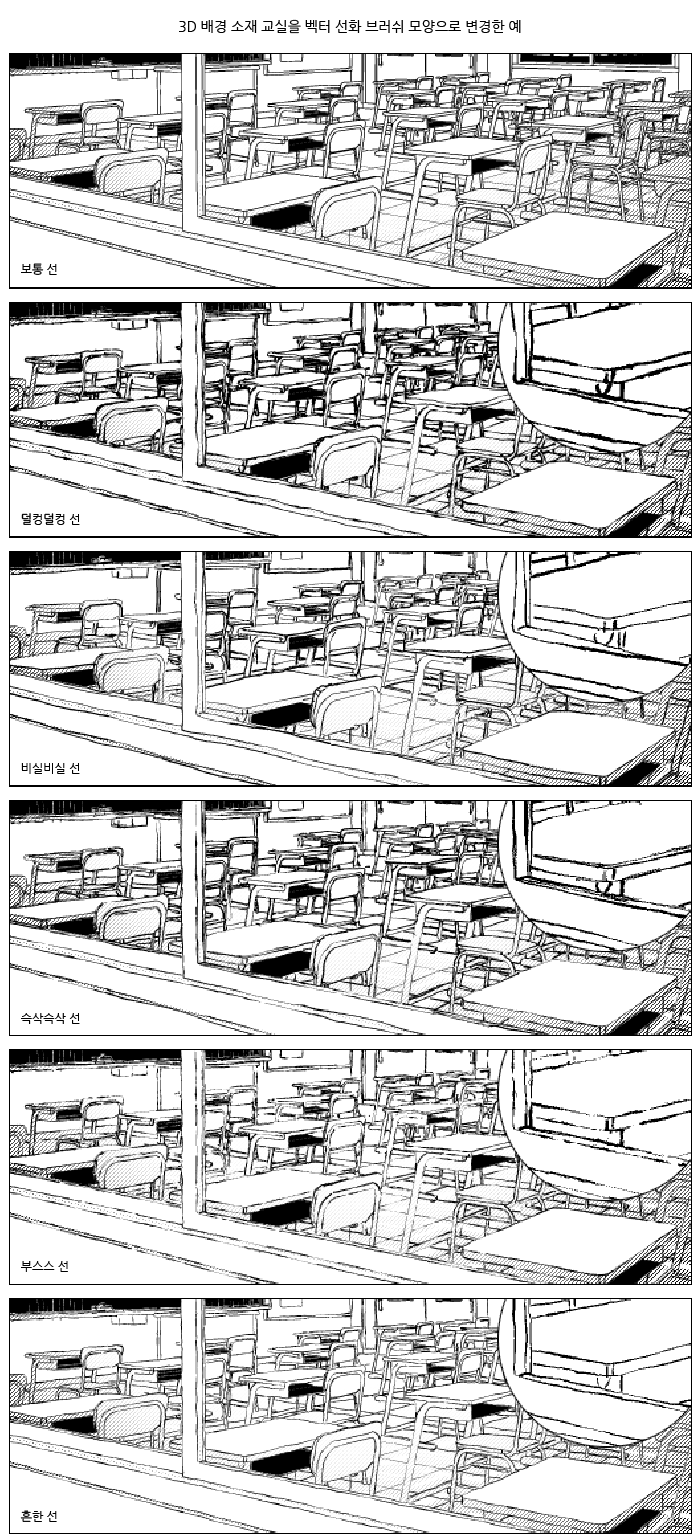 3D 배경 소재 교실을 벡터 선화 브러쉬 모양으로 변경한 예
보통 선
덜컹덜컹 선
비실비실 선
슥삭슥삭 선
부스스 선
흔한 선